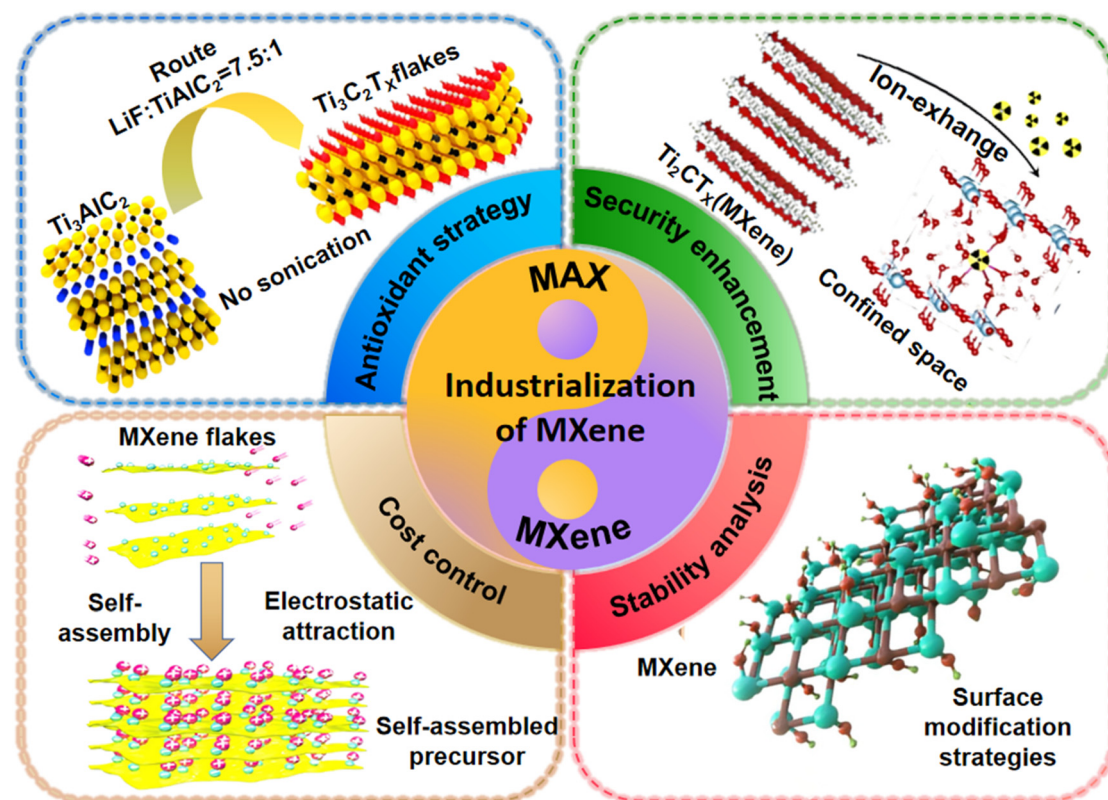 Route
LiF:TiAlC₂=7.5:1
Ti₃C₂Tₓflakes
Ti₃AlC₂
No sonication
Antioxidant strategy
Ion-exhange
Ti₂CTₓ(MXene)
Confined space
Security enhancement
MAX
Industrialization
of MXene
MXene
MXene flakes
Self-
assembly
Electrostatic
attraction
Self-assembled
precursor
Cost control
Stability analysis
MXene
Surface
modification
strategies